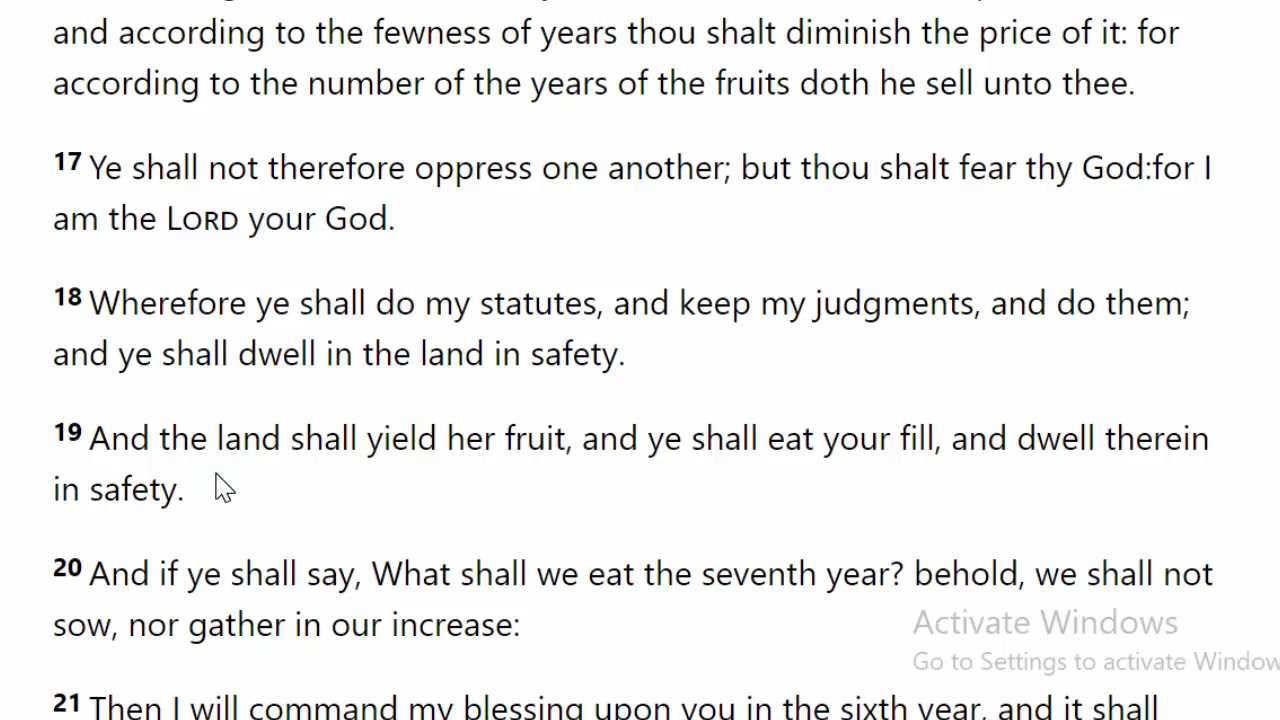 and according to the fewness of years thou shalt diminish the price of it: for
according to the number of the years of the fruits doth he sell unto thee.
17 Ye shall not therefore oppress one another; but thou shalt fear thy God:for I
am the LORD your God.
18 Wherefore ye shall do my statutes, and keep my judgments, and do them;
and ye shall dwell in the land in safety.
19 And the land shall yield her fruit, and ye shall eat your fill, and dwell therein
in safety.
20 And if ye shall say, What shall we eat the seventh year? behold, we shall not
sow, nor gather in our increase:
Activate Windows
Go to Settings to activate Window
21 Then I will command my blessing upon you in the sixth year, and it shall